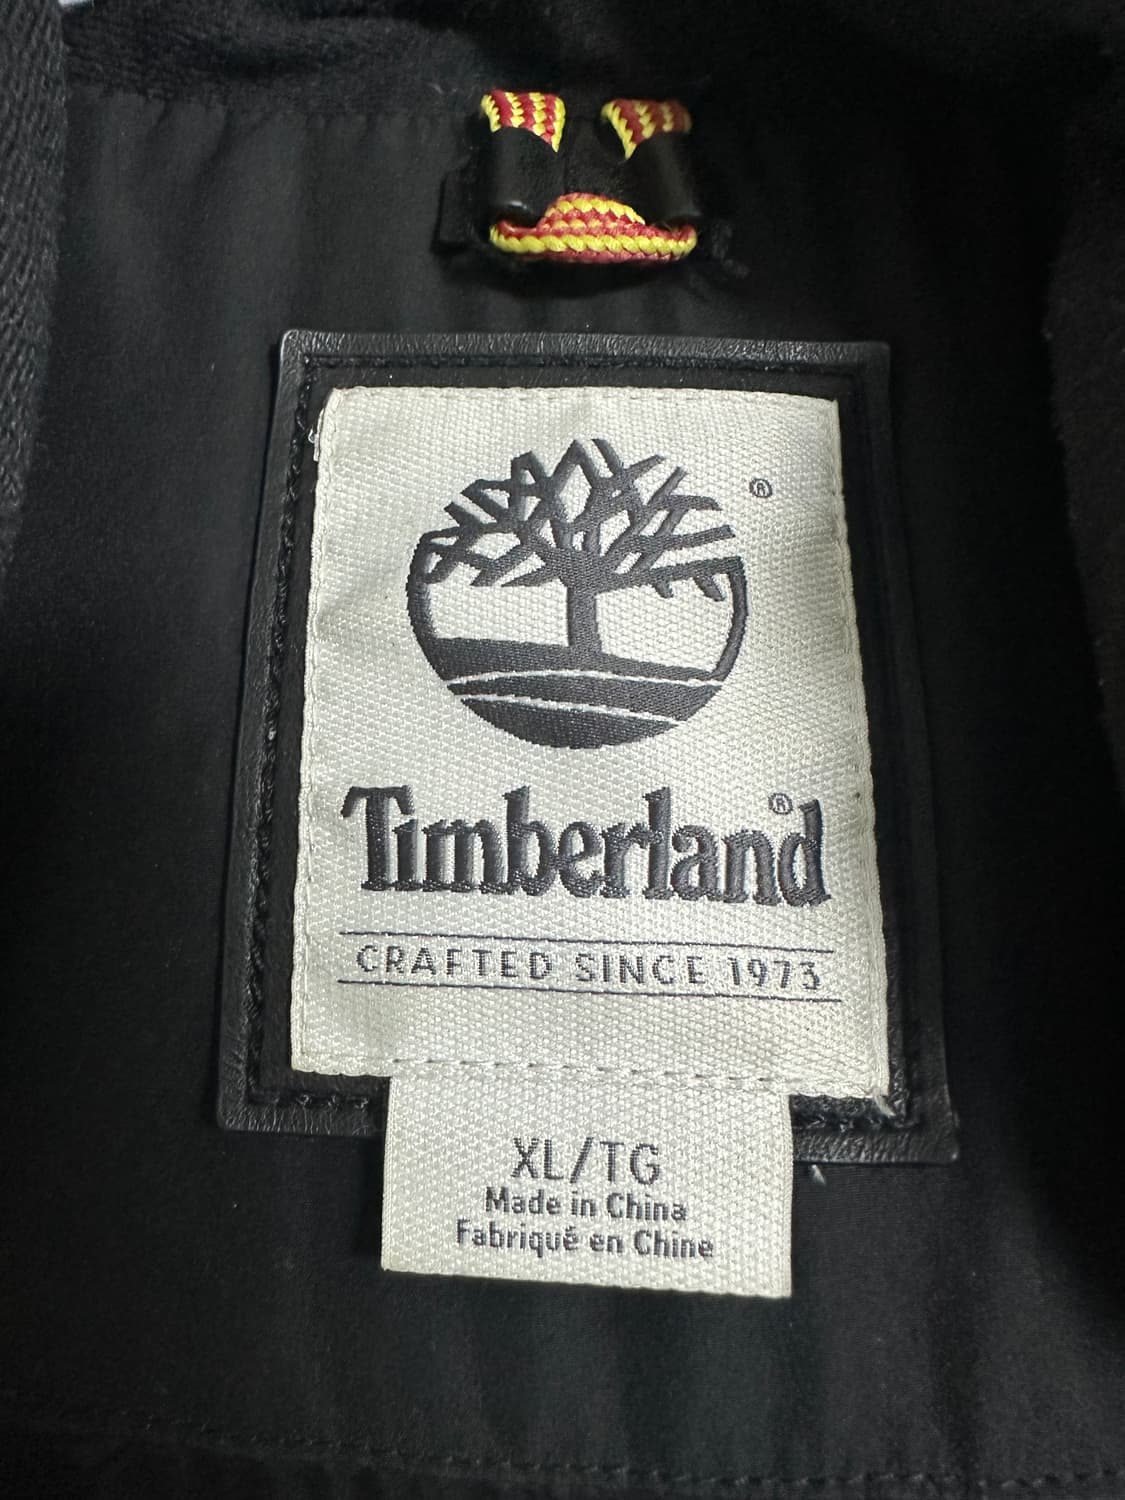 ®
Timberland®
CRAFTED SINCE 1973
XL/TG
Made in China
Fabriqué en Chine